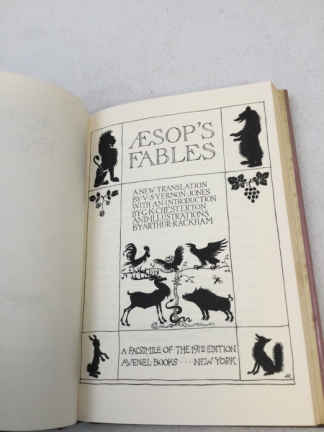 ÆSOP'S
FABLES
A NEW TRANSLATION
BY V·S·VERNON JONES
WITH AN INTRODUCTION
BY G·K·CHESTERTON
AND ILLUSTRATIONS
BY ARTHUR RACKHAM
A FACSIMILE OF THE 1912 EDITION
AVENEL BOOKS · · · · NEW YORK